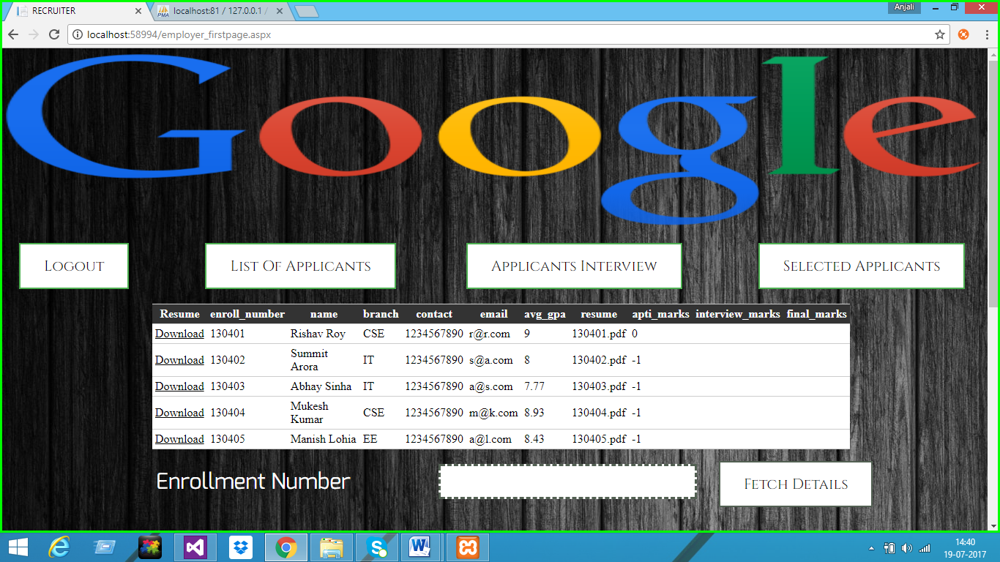 RECRUITER
localhost:81 / 127.0.0.1 /
Anjali
localhost:58994/employer_firstpage.aspx
Google
Logout
List Of Applicants
Applicants Interview
Selected Applicants
Resume enroll_number name branch contact email avg_gpa resume apti_marks interview_marks final_marks
Download 130401 Rishav Roy CSE 1234567890 r@r.com 9 130401.pdf 0
Download 130402 Summit Arora IT 1234567890 s@a.com 8 130402.pdf -1
Download 130403 Abhay Sinha IT 1234567890 a@s.com 7.77 130403.pdf -1
Download 130404 Mukesh Kumar CSE 1234567890 m@k.com 8.93 130404.pdf -1
Download 130405 Manish Lohia EE 1234567890 a@l.com 8.43 130405.pdf -1
Enrollment Number
Fetch Details
14:40
19-07-2017